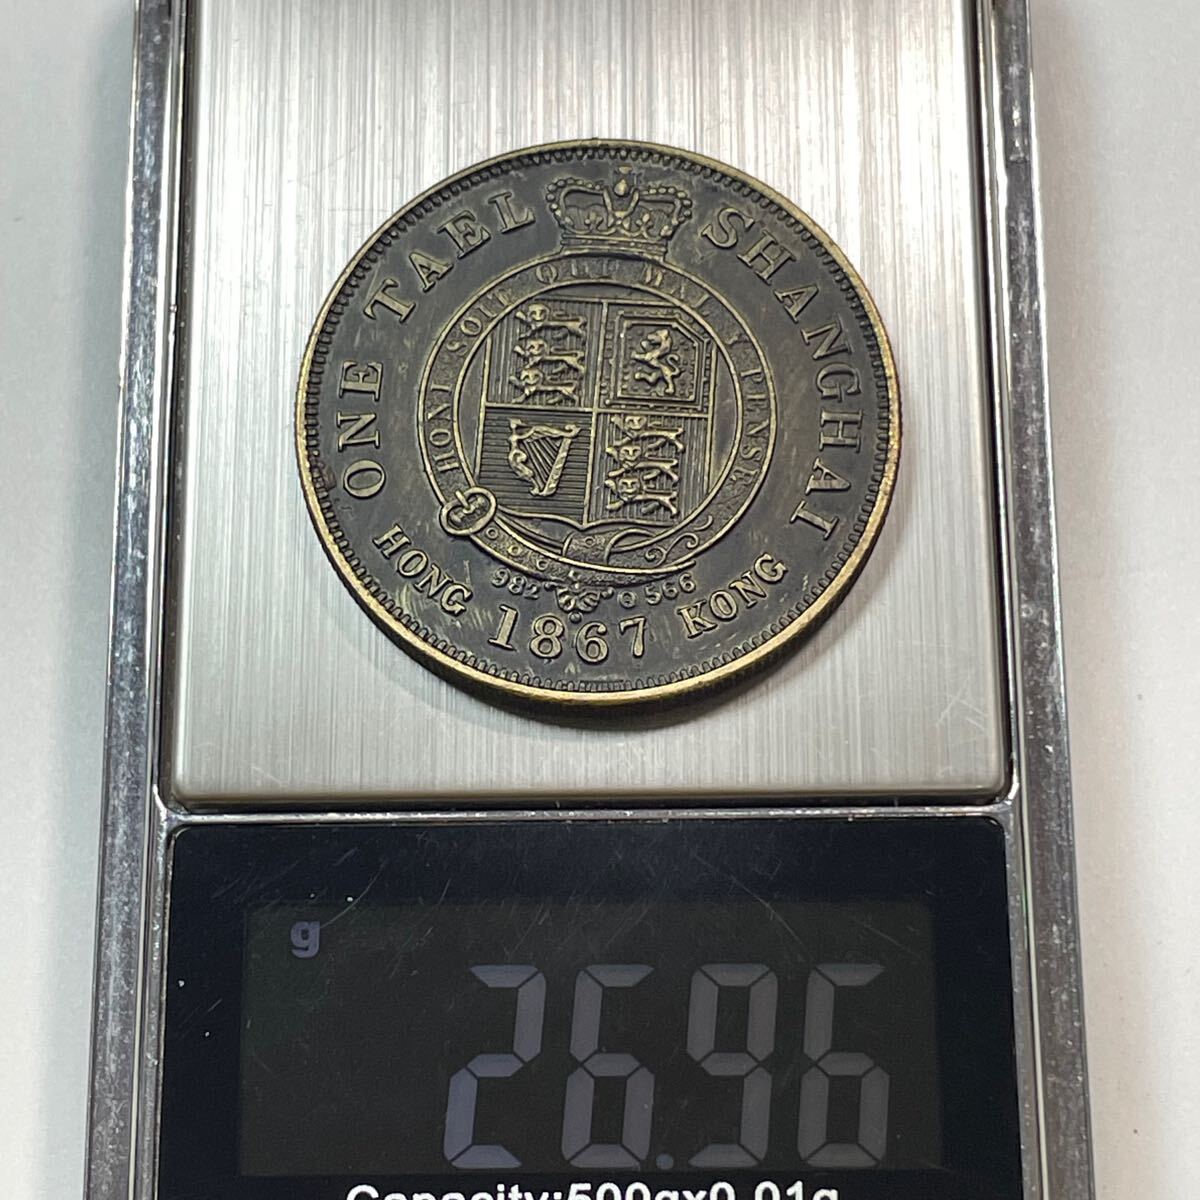 ONE TAEL SHANGHAI
HONI SOIT QUI MAL Y PENSE
982 566
HONG 1867 KONG
g
26.96
Capacity:500gx0.01g